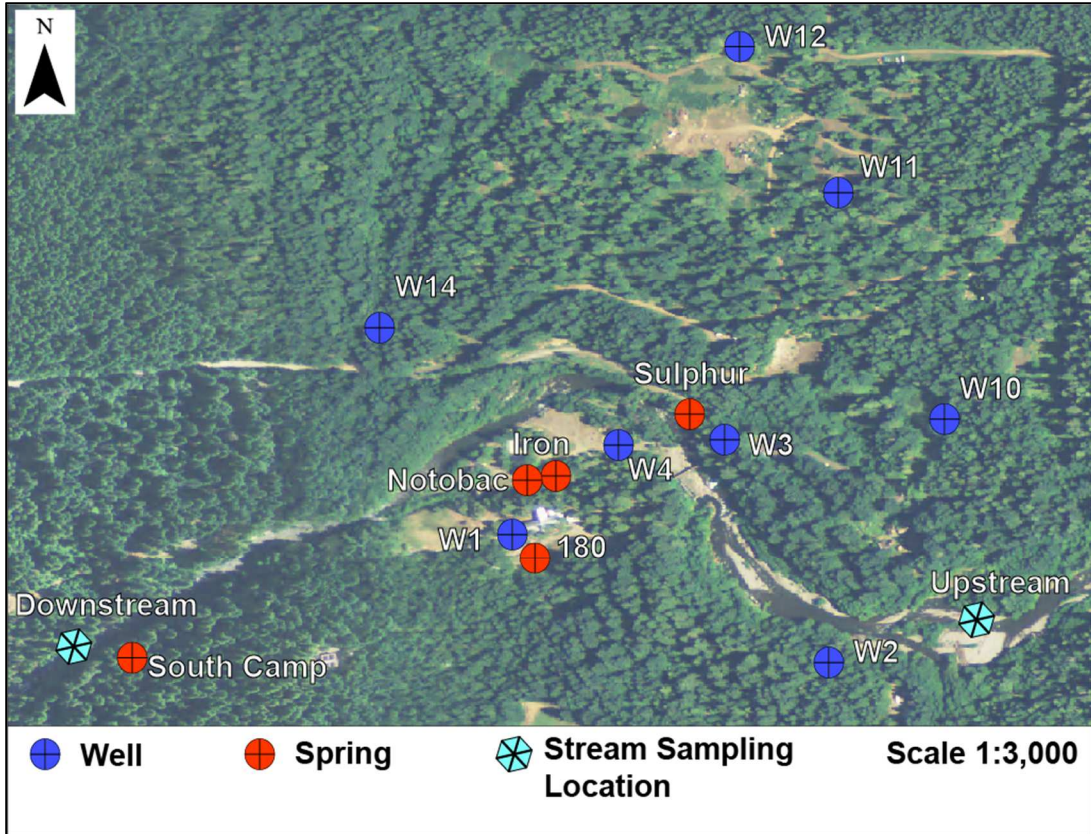 N
W12
W11
W14
Sulphur
W10
Iron
W3
W4
Notobac
W1
180
Upstream
Downstream
South Camp
W2
Well
Spring
Stream Sampling
Location
Scale 1:3,000